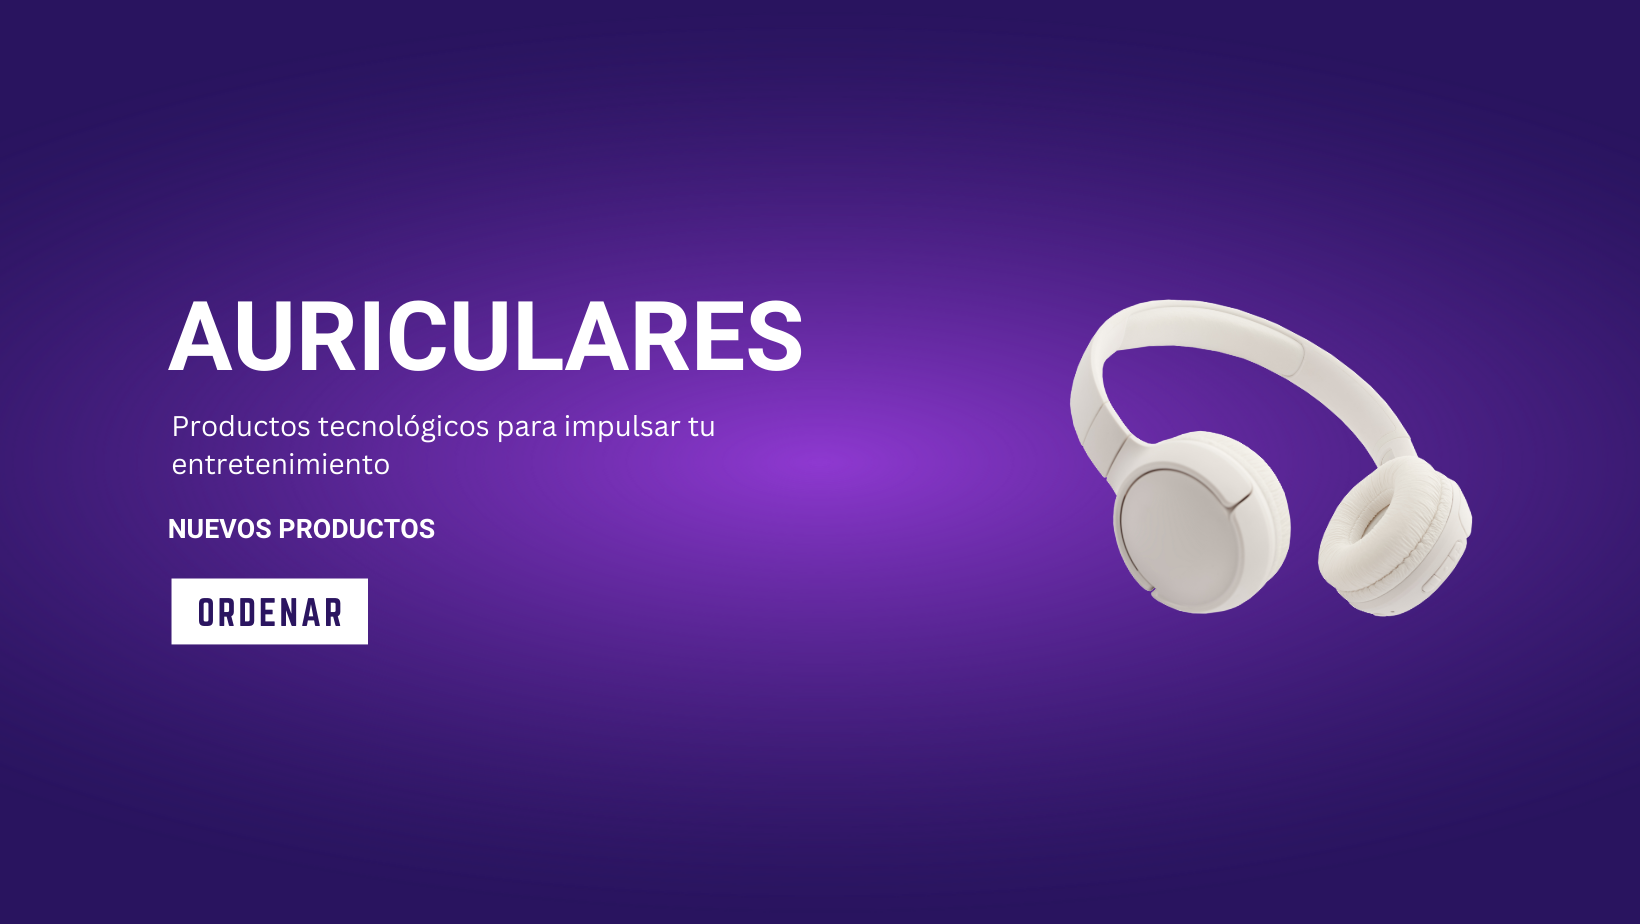 AURICULARES
Productos tecnológicos para impulsar tu
entretenimiento
NUEVOS PRODUCTOS
ORDENAR